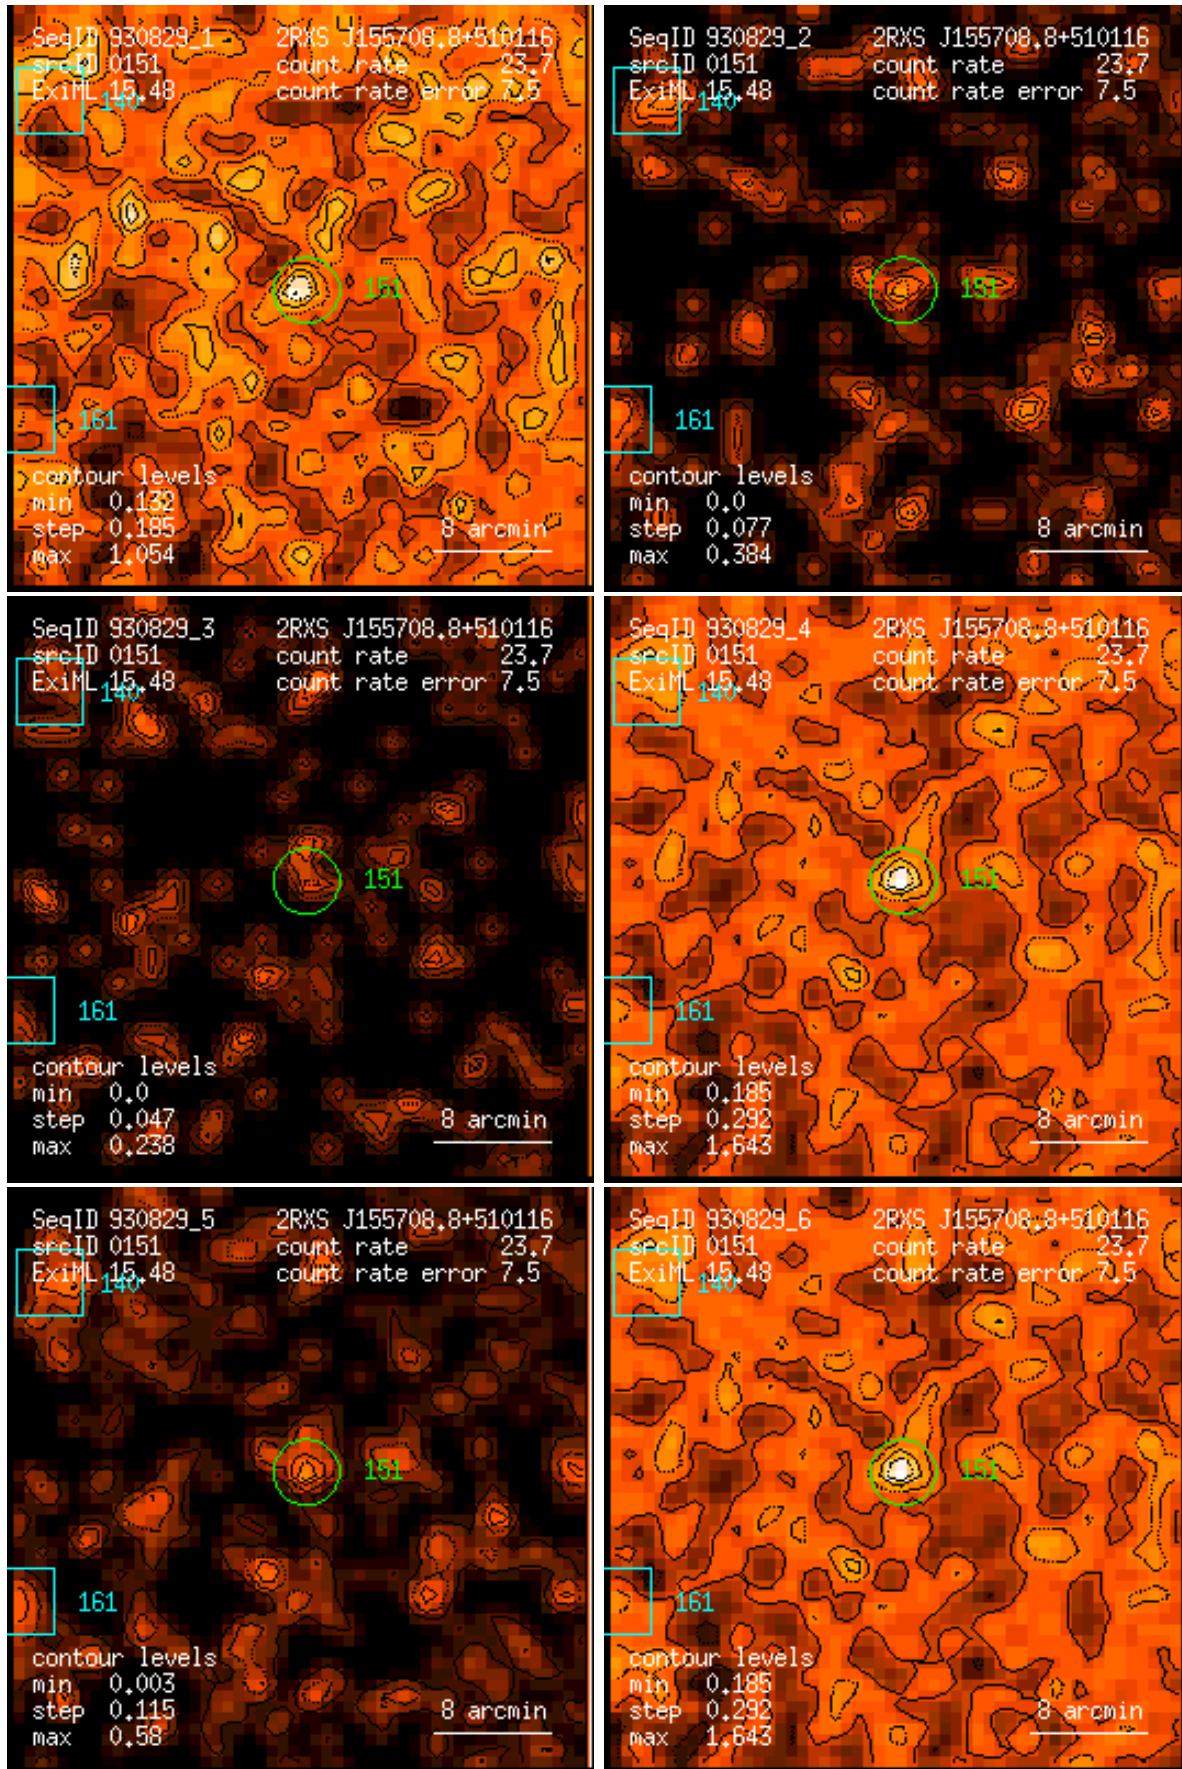 SeqID 930829_1 2RXS J155708.8+510116
srcID 0151 count rate 23.7
ExiML 15.48 count rate error 7.5
140
151
161
contour levels
min 0.132
step 0.185
max 1.054
8 arcmin
SeqID 930829_2 2RXS J155708.8+510116
srcID 0151 count rate 23.7
ExiML 15.48 count rate error 7.5
140
151
161
contour levels
min 0.0
step 0.077
max 0.384
8 arcmin
SeqID 930829_3 2RXS J155708.8+510116
srcID 0151 count rate 23.7
ExiML 15.48 count rate error 7.5
140
151
161
contour levels
min 0.0
step 0.047
max 0.238
8 arcmin
SeqID 930829_4 2RXS J155708.8+510116
srcID 0151 count rate 23.7
ExiML 15.48 count rate error 7.5
140
151
161
contour levels
min 0.185
step 0.292
max 1.643
8 arcmin
SeqID 930829_5 2RXS J155708.8+510116
srcID 0151 count rate 23.7
ExiML 15.48 count rate error 7.5
140
151
161
contour levels
min 0.003
step 0.115
max 0.58
8 arcmin
SeqID 930829_6 2RXS J155708.8+510116
srcID 0151 count rate 23.7
ExiML 15.48 count rate error 7.5
140
151
161
contour levels
min 0.185
step 0.292
max 1.643
8 arcmin